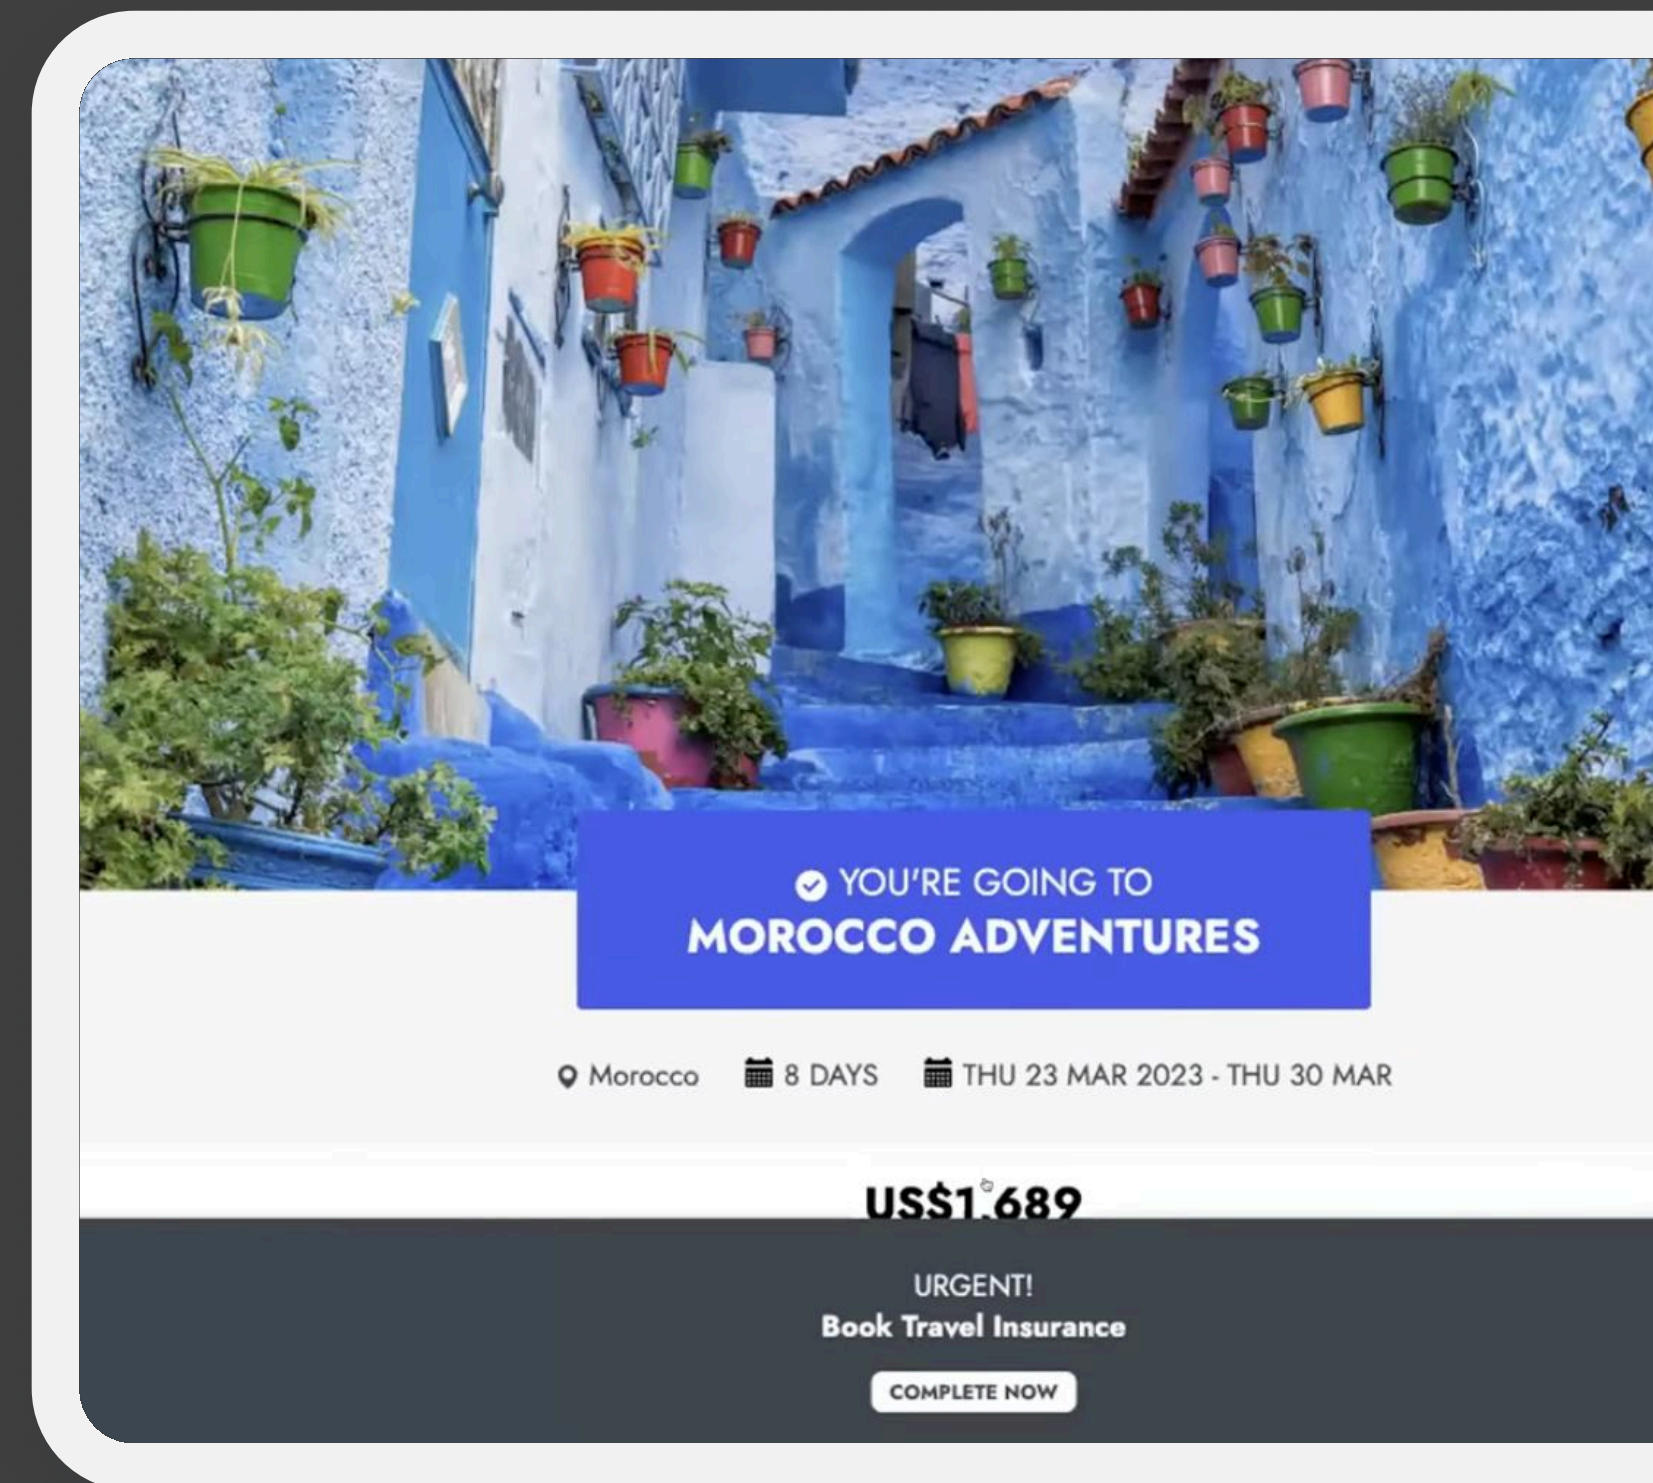 YOU'RE GOING TO
MOROCCO ADVENTURES
Morocco 8 DAYS THU 23 MAR 2023 - THU 30 MAR
US$1,689
URGENT!
Book Travel Insurance
COMPLETE NOW